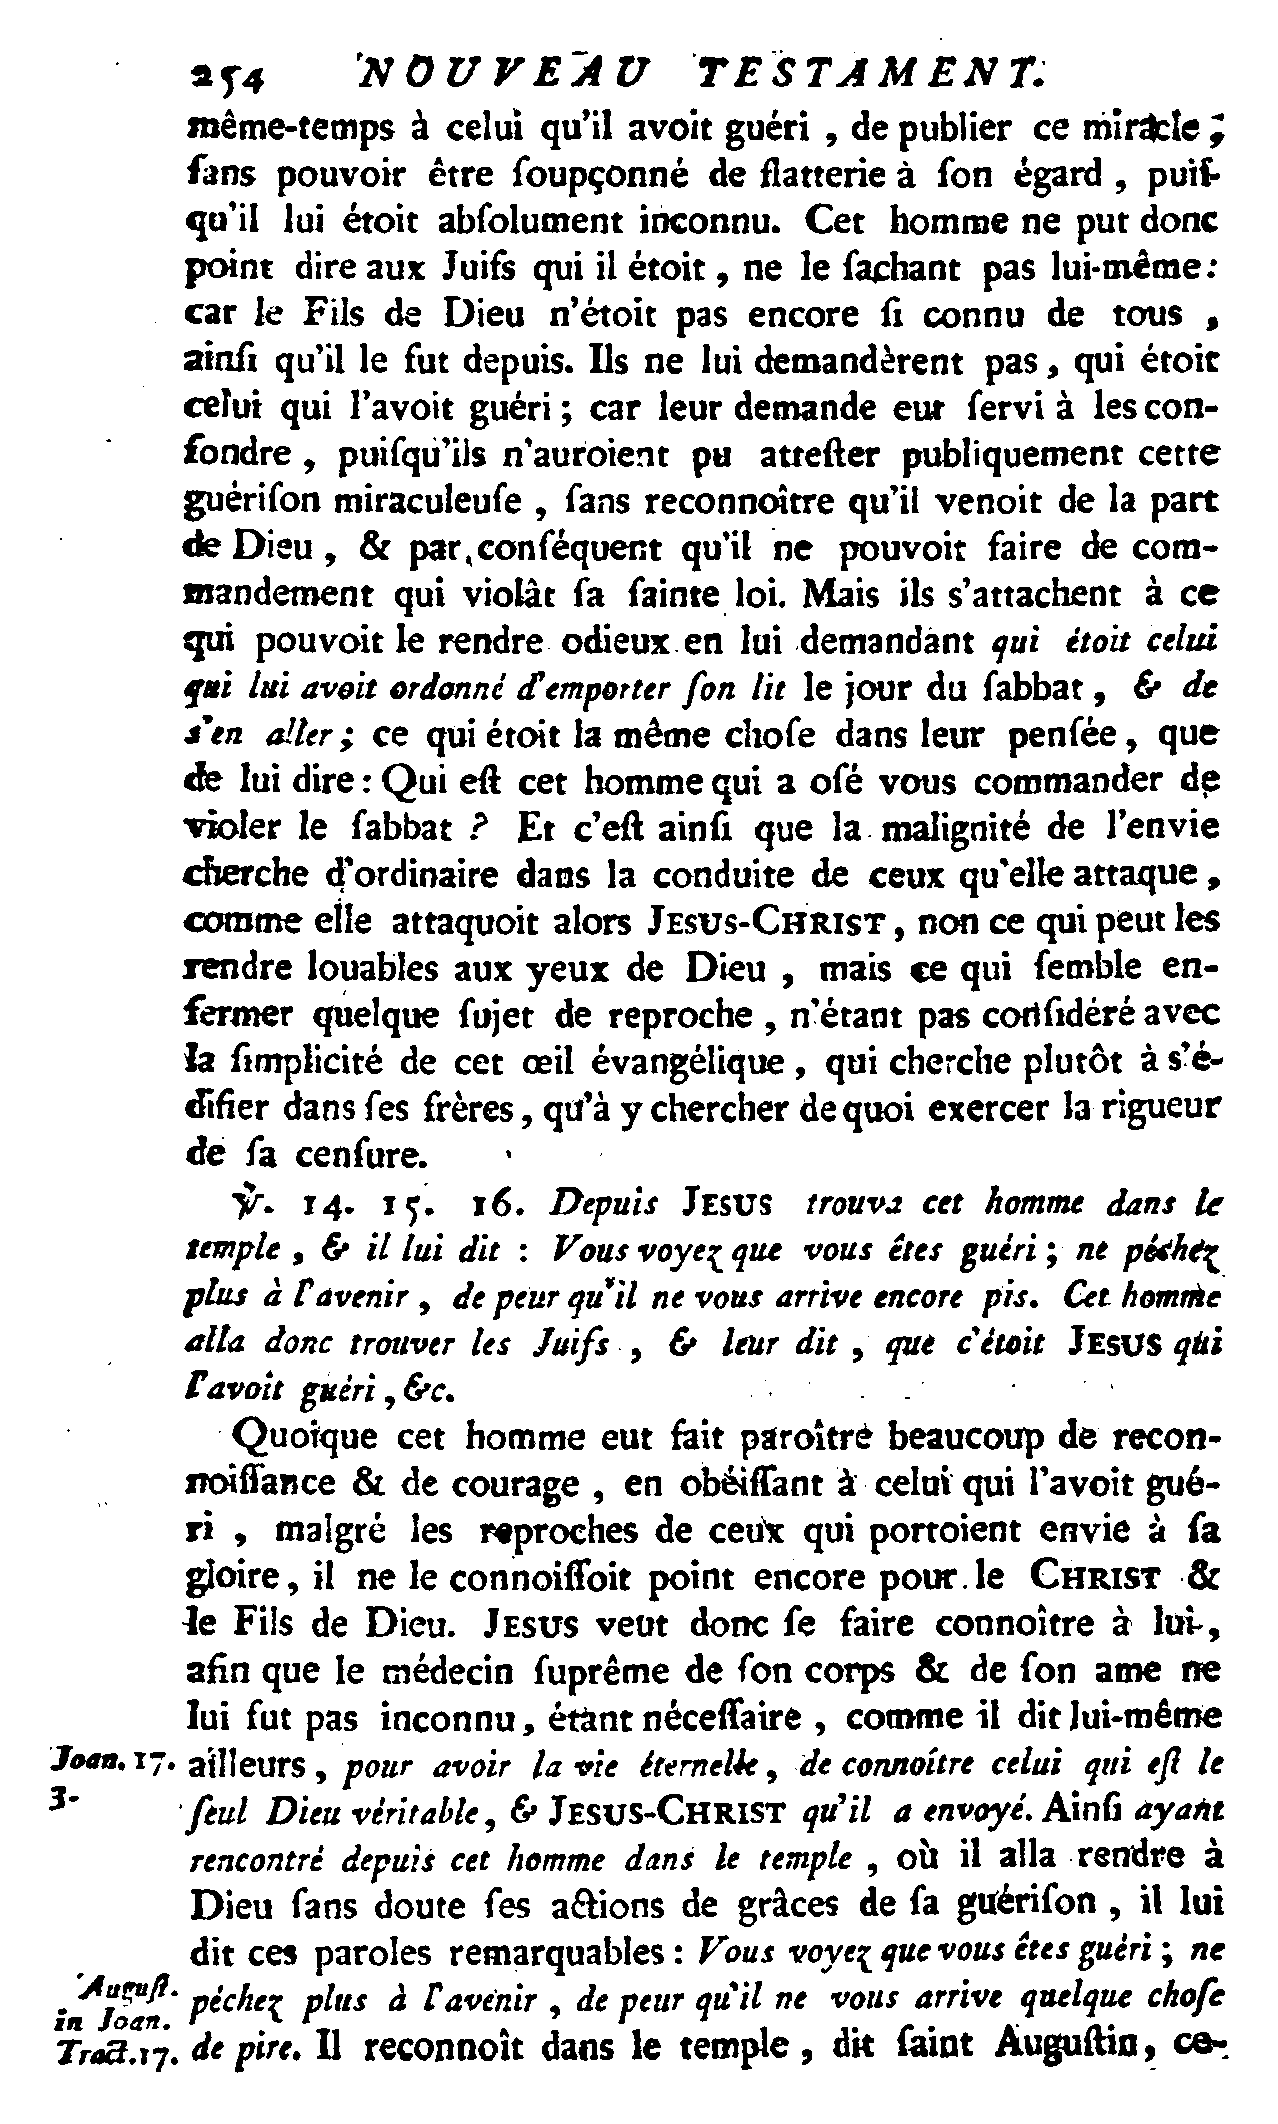 254 NOUVEAU TESTAMENT.
même-temps à celui qu'il avoit guéri, de publier ce miracle;
ſans pouvoir être ſoupçonné de flatterie à ſon égard, puiſ-
qu'il lui étoit abſolument inconnu. Cet homme ne put donc
point dire aux Juifs qui il étoit, ne le ſachant pas lui-même:
car le Fils de Dieu n'étoit pas encore ſi connu de tous,
ainſi qu'il le fut depuis. Ils ne lui demandèrent pas, qui étoit
celui qui l'avoit guéri; car leur demande eut ſervi à les con-
fondre, puiſqu'ils n'auroient pu atteſter publiquement cette
guériſon miraculeuſe, ſans reconnoître qu'il venoit de la part
de Dieu, & par conſéquent qu'il ne pouvoit faire de com-
mandement qui violât ſa ſainte loi. Mais ils s'attachent à ce
qui pouvoit le rendre odieux en lui demandant qui étoit celui
qui lui avoit ordonné d'emporter ſon lit le jour du ſabbat, & de
s'en aller; ce qui étoit la même choſe dans leur penſée, que
de lui dire: Qui eſt cet homme qui a oſé vous commander de
violer le ſabbat? Et c'eſt ainſi que la malignité de l'envie
cherche d'ordinaire dans la conduite de ceux qu'elle attaque,
comme elle attaquoit alors JESUS-CHRIST, non ce qui peut les
rendre louables aux yeux de Dieu, mais ce qui ſemble en-
fermer quelque ſujet de reproche, n'étant pas conſidéré avec
la ſimplicité de cet œil évangélique, qui cherche plutôt à s'é-
difier dans ſes frères, qu'à y chercher de quoi exercer la rigueur
de ſa cenſure.
℣. 14. 15. 16. Depuis JESUS trouva cet homme dans le
temple, & il lui dit: Vous voyez que vous êtes guéri; ne péchez
plus à l'avenir, de peur qu'il ne vous arrive encore pis. Cet homme
alla donc trouver les Juifs, & leur dit, que c'étoit JESUS qui
l'avoit guéri, &c.
Quoique cet homme eut fait paroître beaucoup de recon-
noiſſance & de courage, en obéiſſant à celui qui l'avoit gué-
ri, malgré les reproches de ceux qui portoient envie à ſa
gloire, il ne le connoiſſoit point encore pour le CHRIST &
le Fils de Dieu. JESUS veut donc ſe faire connoître à lui,
afin que le médecin ſuprême de ſon corps & de ſon ame ne
lui fut pas inconnu, étant néceſſaire, comme il dit lui-même
Joan. 17. ailleurs, pour avoir la vie éternelle, de connoître celui qui eſt le
3. ſeul Dieu véritable, & JESUS-CHRIST qu'il a envoyé. Ainſi ayant
rencontré depuis cet homme dans le temple, où il alla rendre à
Dieu ſans doute ſes actions de grâces de ſa guériſon, il lui
dit ces paroles remarquables: Vous voyez que vous êtes guéri; ne
Auguſt. péchez plus à l'avenir, de peur qu'il ne vous arrive quelque choſe
in Joan.
Tract. 17. de pire. Il reconnoît dans le temple, dit ſaint Auguſtin, ce-